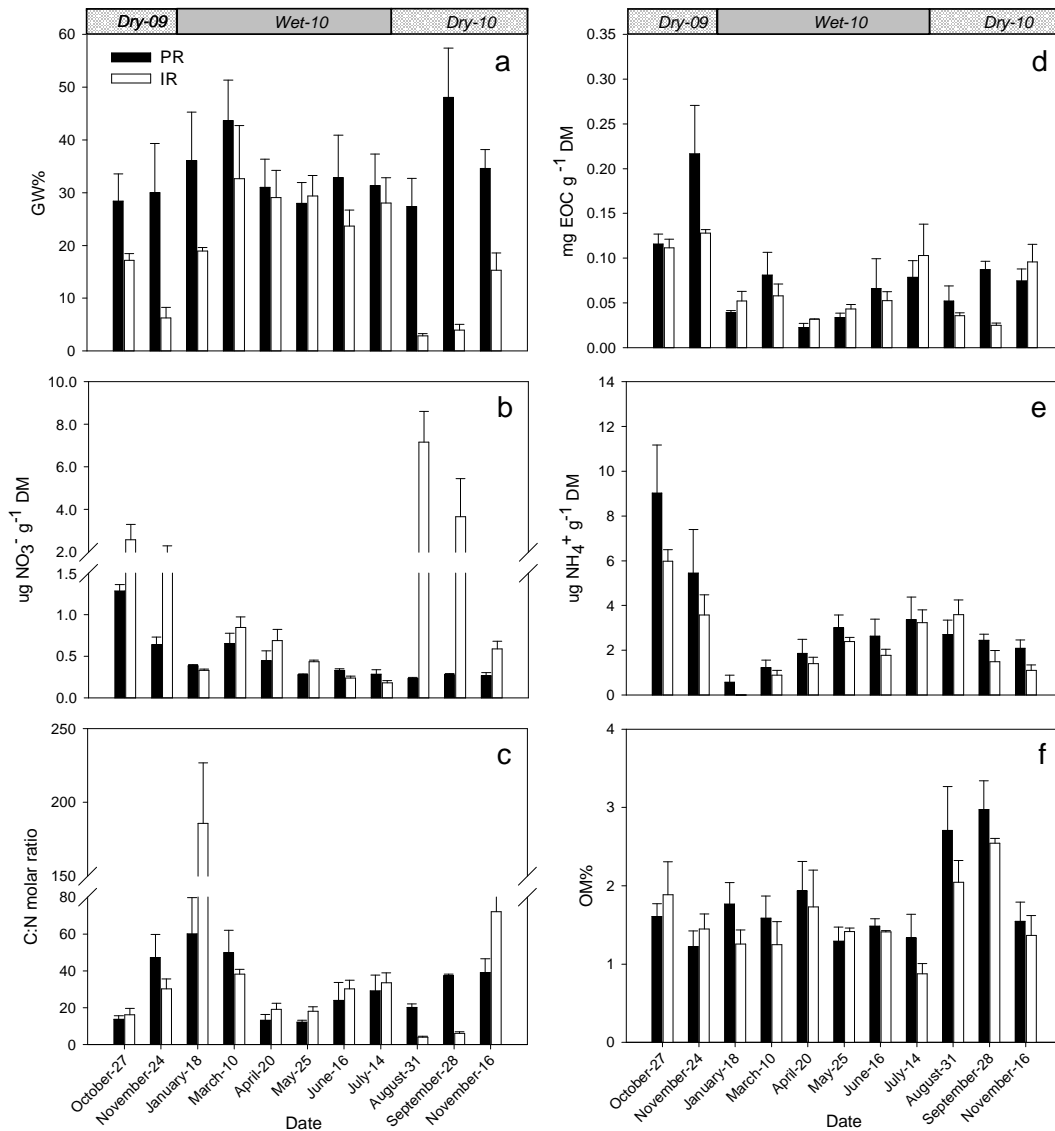 Dry-09 Wet-10 Dry-10
PR
IR
a
60
50
40
30
20
10
0
GW%
b
10.0
8.0
6.0
4.0
2.0
1.5
1.0
0.5
0.0
ug NO3- g-1 DM
c
250
200
150
80
60
40
20
0
C:N molar ratio
October-27
November-24
January-18
March-10
April-20
May-25
June-16
July-14
August-31
September-28
November-16
Date
Dry-09 Wet-10 Dry-10
d
0.35
0.30
0.25
0.20
0.15
0.10
0.05
0.00
mg EOC g-1 DM
e
14
12
10
8
6
4
2
0
ug NH4+ g-1 DM
f
4
3
2
1
0
OM%
October-27
November-24
January-18
March-10
April-20
May-25
June-16
July-14
August-31
September-28
November-16
Date